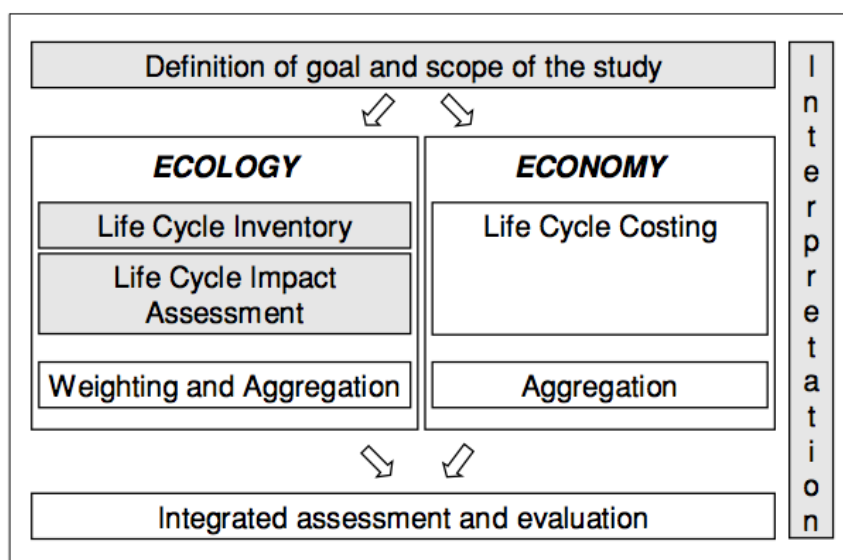 Definition of goal and scope of the study
ECOLOGY
Life Cycle Inventory
Life Cycle Impact
Assessment
Weighting and Aggregation
ECONOMY
Life Cycle Costing
Aggregation
Integrated assessment and evaluation
Interpretation